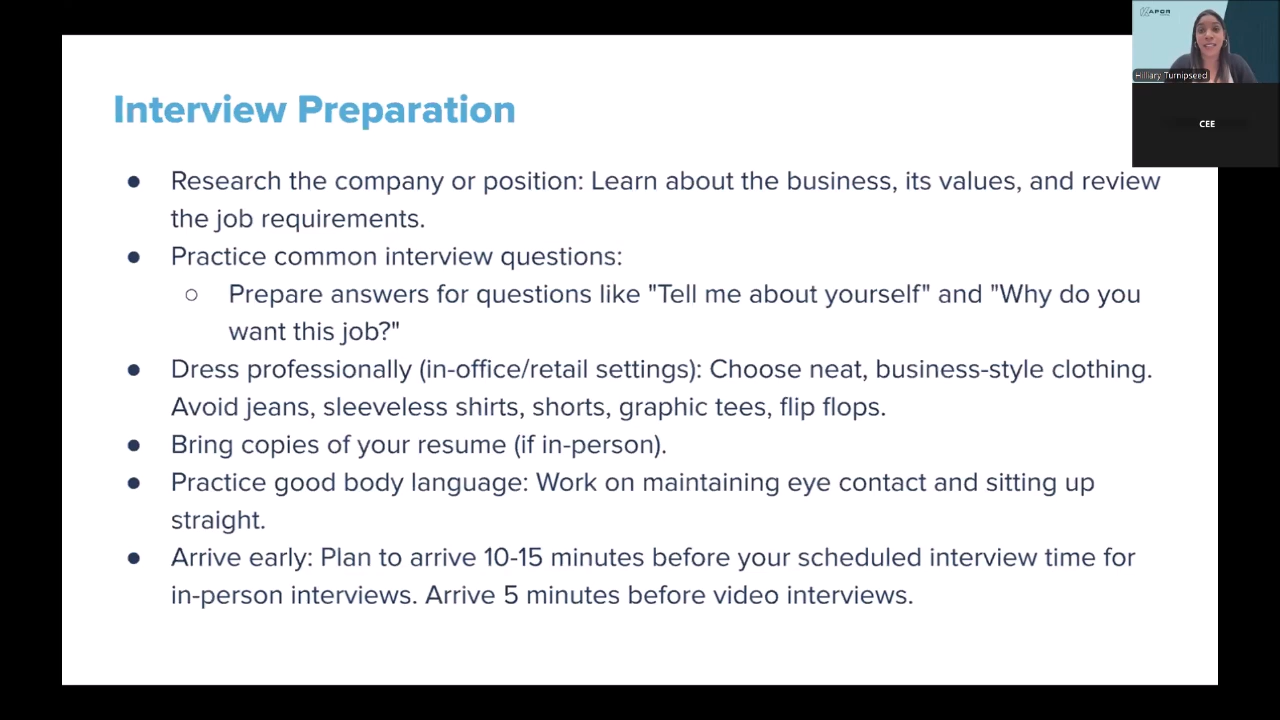 Interview Preparation
● Research the company or position: Learn about the business, its values, and review
the job requirements.
● Practice common interview questions:
○ Prepare answers for questions like "Tell me about yourself" and "Why do you
want this job?"
● Dress professionally (in-office/retail settings): Choose neat, business-style clothing.
Avoid jeans, sleeveless shirts, shorts, graphic tees, flip flops.
● Bring copies of your resume (if in-person).
● Practice good body language: Work on maintaining eye contact and sitting up
straight.
● Arrive early: Plan to arrive 10-15 minutes before your scheduled interview time for
in-person interviews. Arrive 5 minutes before video interviews.
Hilliary Turnipseed
CEE